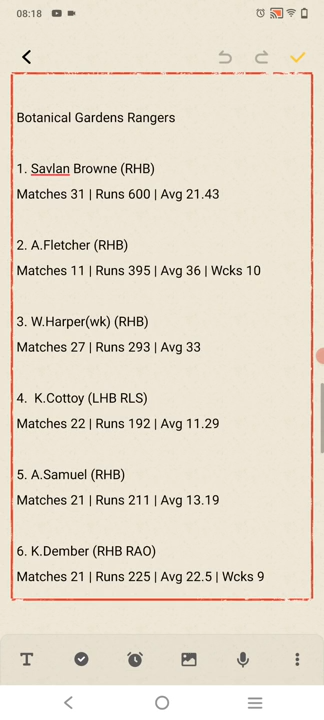 08:18
Botanical Gardens Rangers
1. Savlan Browne (RHB)
Matches 31 | Runs 600 | Avg 21.43
2. A.Fletcher (RHB)
Matches 11 | Runs 395 | Avg 36 | Wcks 10
3. W.Harper(wk) (RHB)
Matches 27 | Runs 293 | Avg 33
4.  K.Cottoy (LHB RLS)
Matches 22 | Runs 192 | Avg 11.29
5. A.Samuel (RHB)
Matches 21 | Runs 211 | Avg 13.19
6. K.Dember (RHB RAO)
Matches 21 | Runs 225 | Avg 22.5 | Wcks 9
T